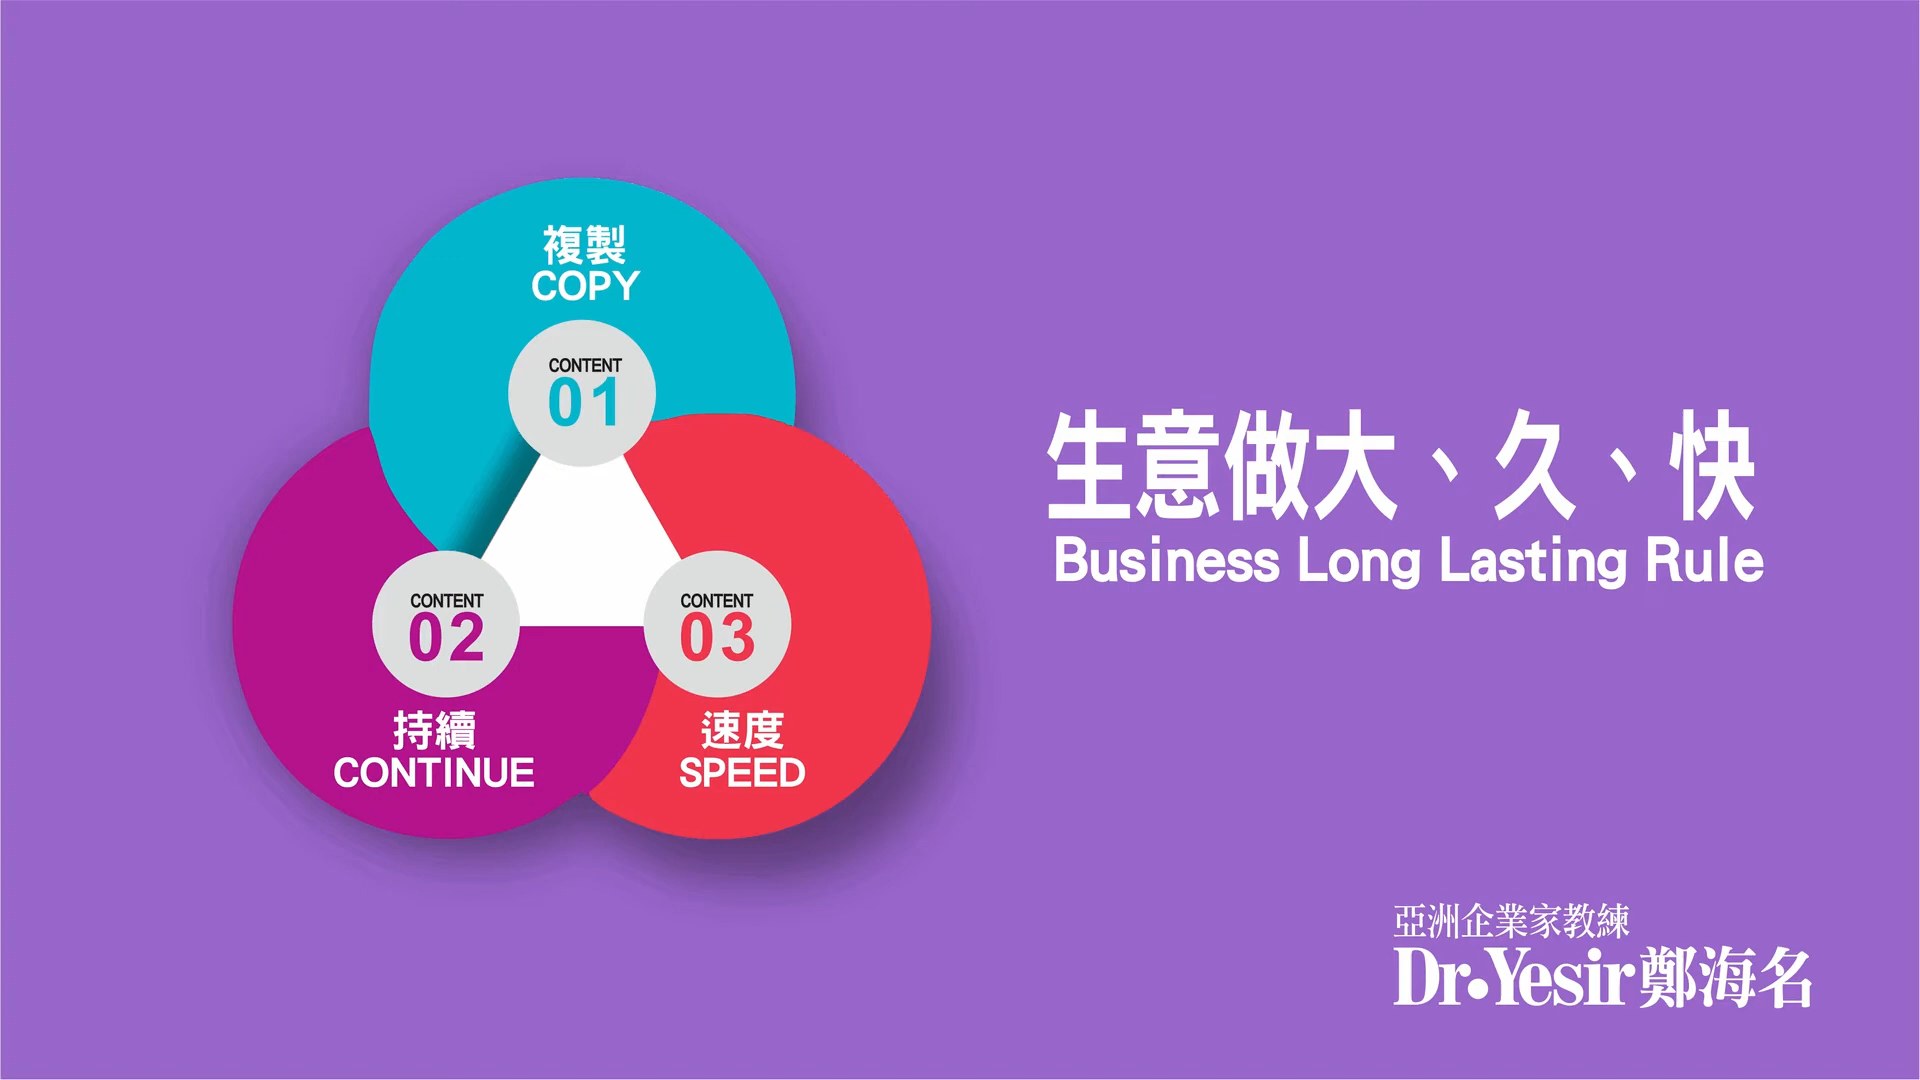 複製
COPY
CONTENT
01
CONTENT
02
持續
CONTINUE
CONTENT
03
速度
SPEED
生意做大、久、快
Business Long Lasting Rule
亞洲企業家教練
Dr•Yesir鄭海名